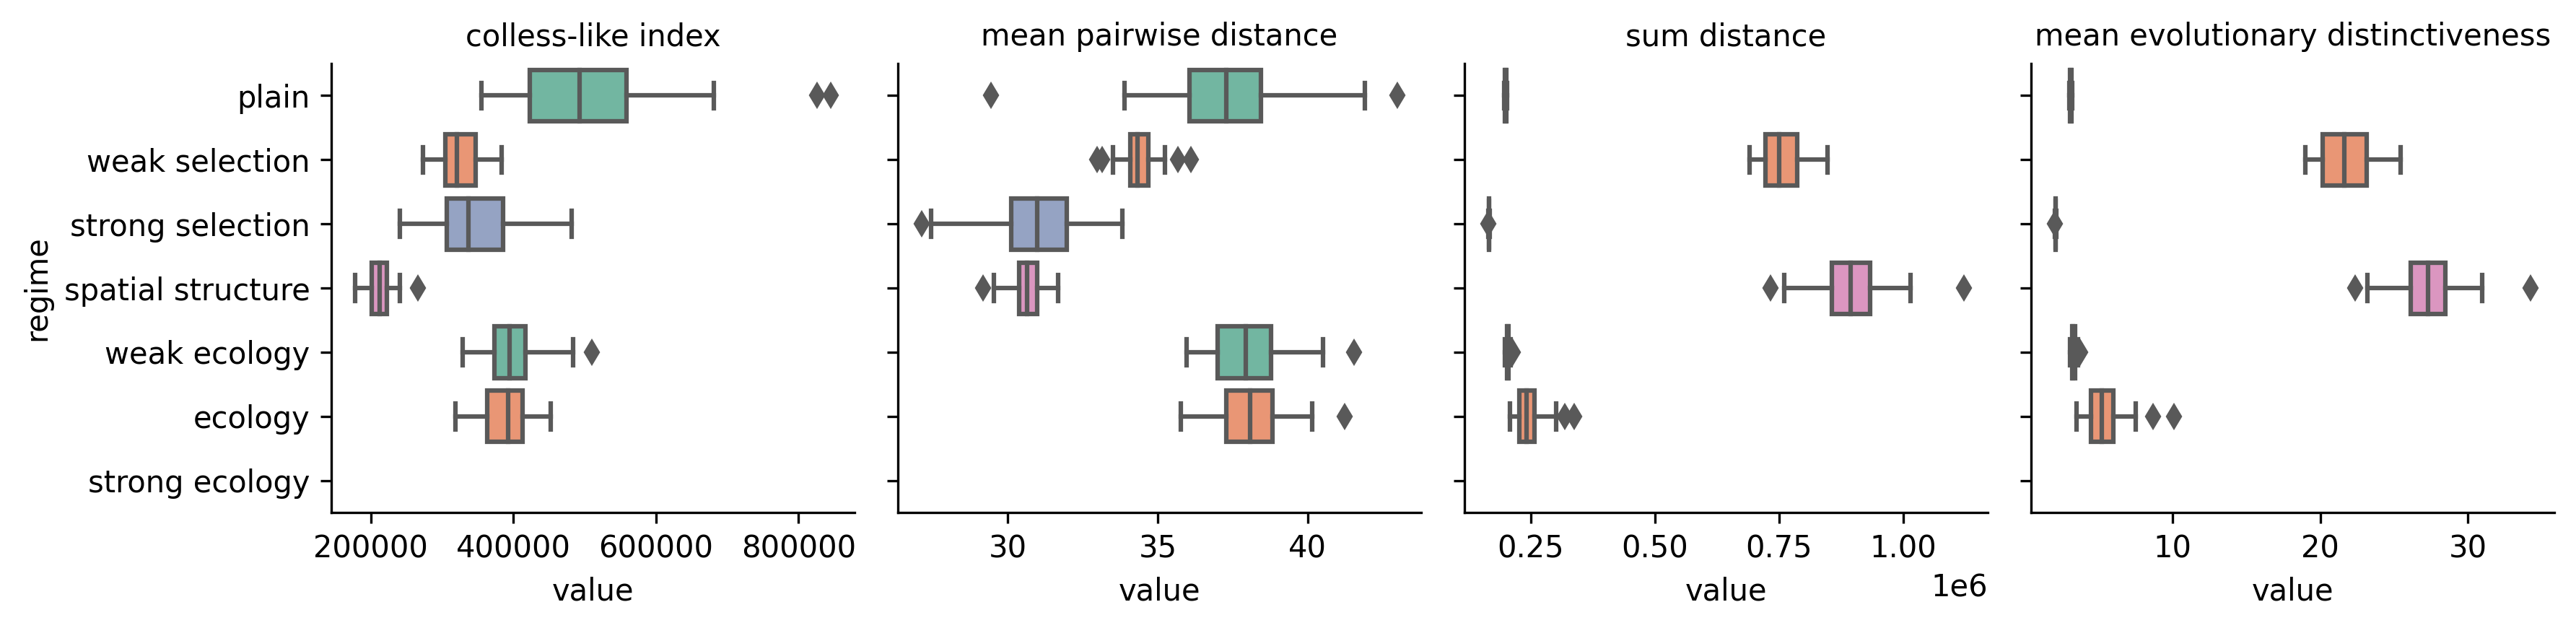 colless-like index
mean pairwise distance
sum distance
mean evolutionary distinctiveness
regime
plain
weak selection
strong selection
spatial structure
weak ecology
ecology
strong ecology
200000 400000 600000 800000
30 35 40
0.25 0.50 0.75 1.00
10 20 30
1e6
value
value
value
value